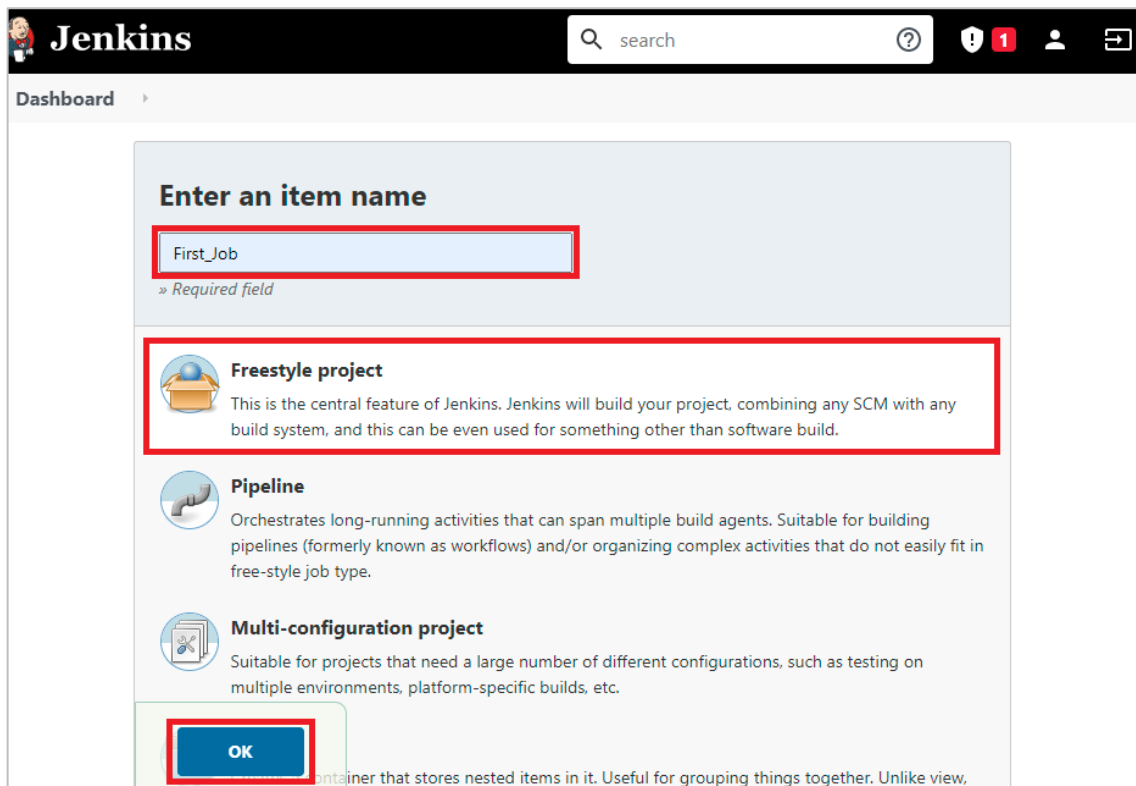 Jenkins
search
1
Dashboard
Enter an item name
First_Job
» Required field
Freestyle project
This is the central feature of Jenkins. Jenkins will build your project, combining any SCM with any
build system, and this can be even used for something other than software build.
Pipeline
Orchestrates long-running activities that can span multiple build agents. Suitable for building
pipelines (formerly known as workflows) and/or organizing complex activities that do not easily fit in
free-style job type.
Multi-configuration project
Suitable for projects that need a large number of different configurations, such as testing on
multiple environments, platform-specific builds, etc.
OK
that stores nested items in it. Useful for grouping things together. Unlike view,